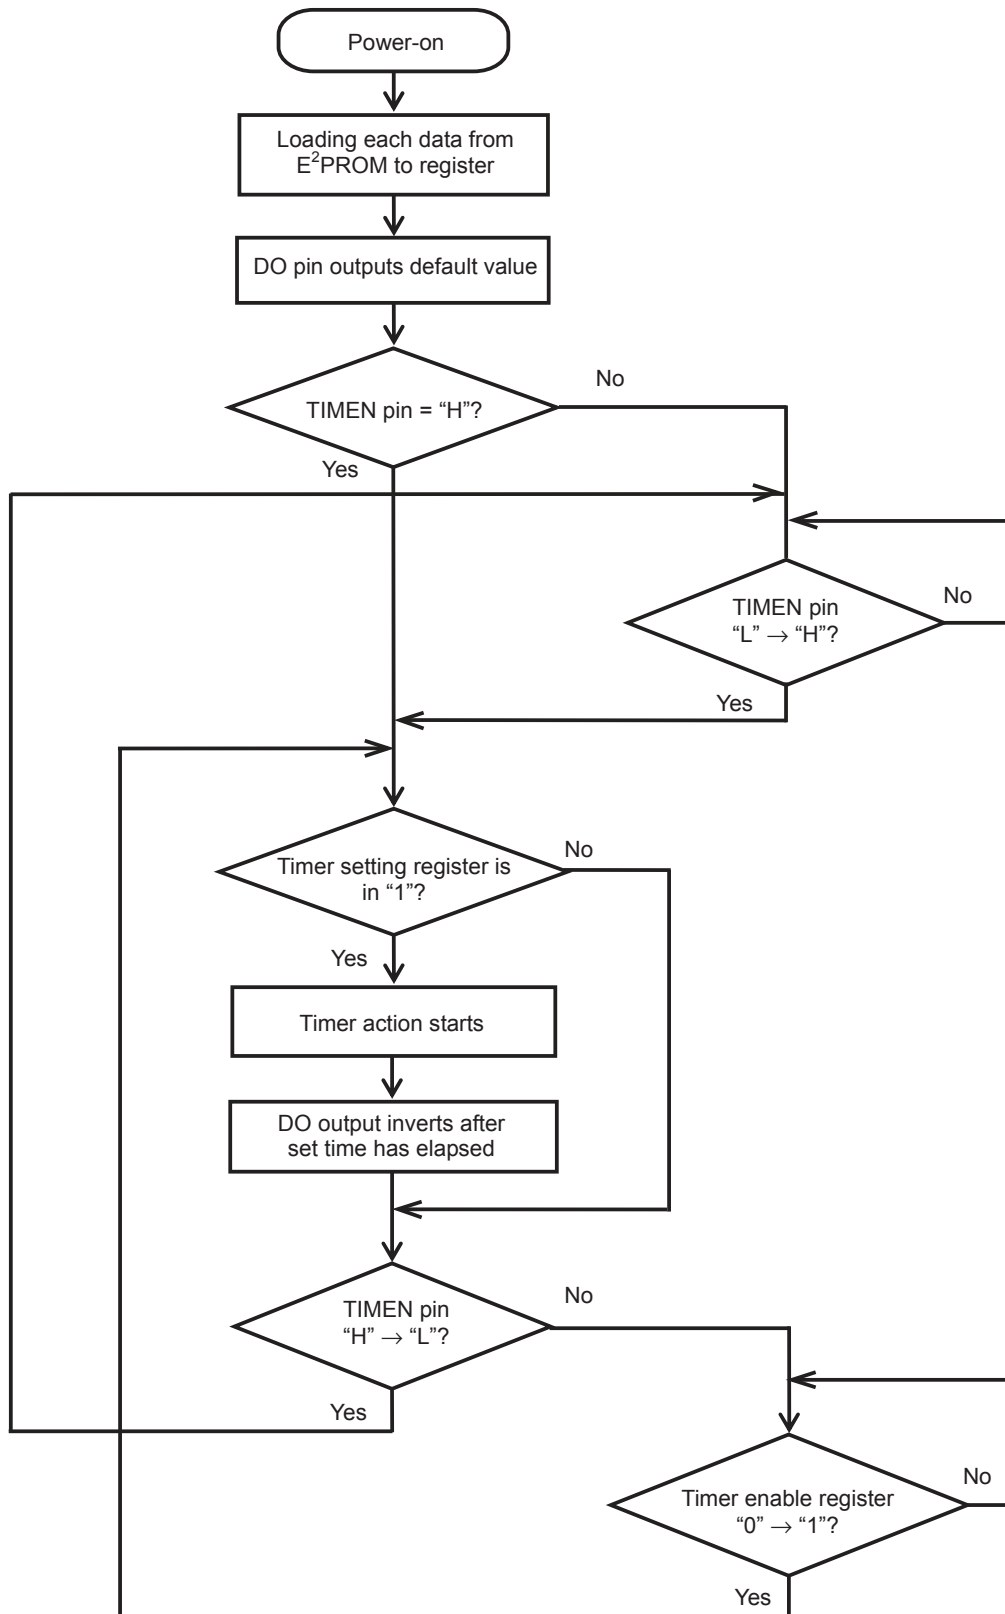 Power-on
Loading each data from
E²PROM to register
DO pin outputs default value
TIMEN pin = “H”?
No
Yes
TIMEN pin
“L” → “H”?
No
Yes
Timer setting register is
in “1”?
No
Yes
Timer action starts
DO output inverts after
set time has elapsed
TIMEN pin
“H” → “L”?
No
Yes
Timer enable register
“0” → “1”?
No
Yes